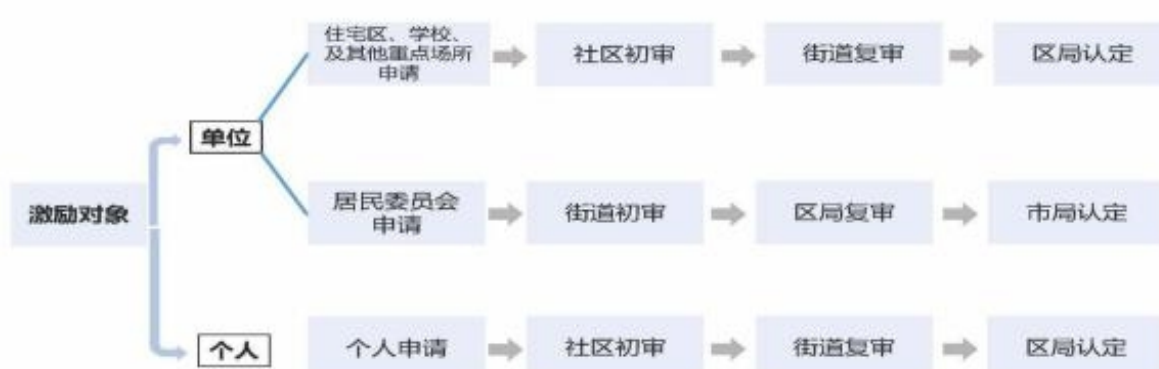 住宅区、学校、
及其他重点场所
申请
社区初审
街道复审
区局认定
单位
居民委员会
申请
街道初审
区局复审
市局认定
激励对象
个人
个人申请
社区初审
街道复审
区局认定